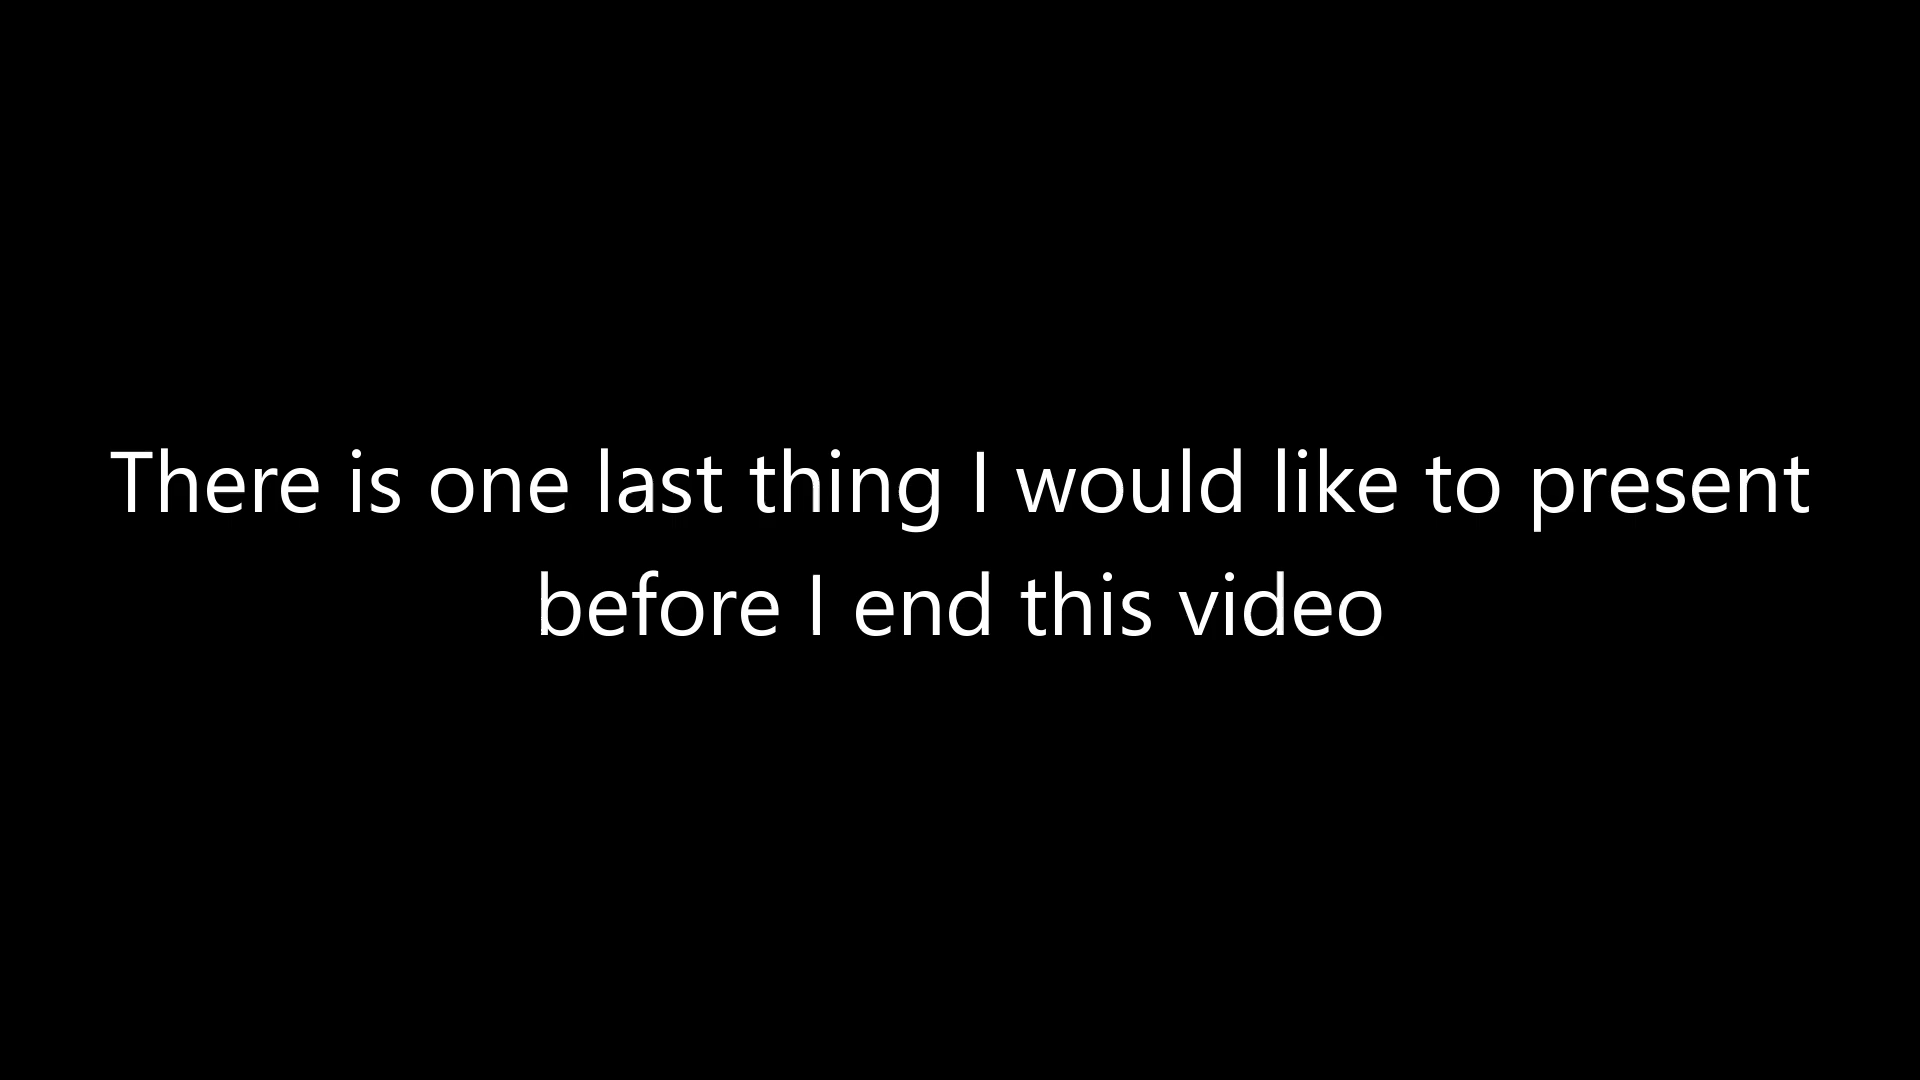 There is one last thing I would like to present
before I end this video